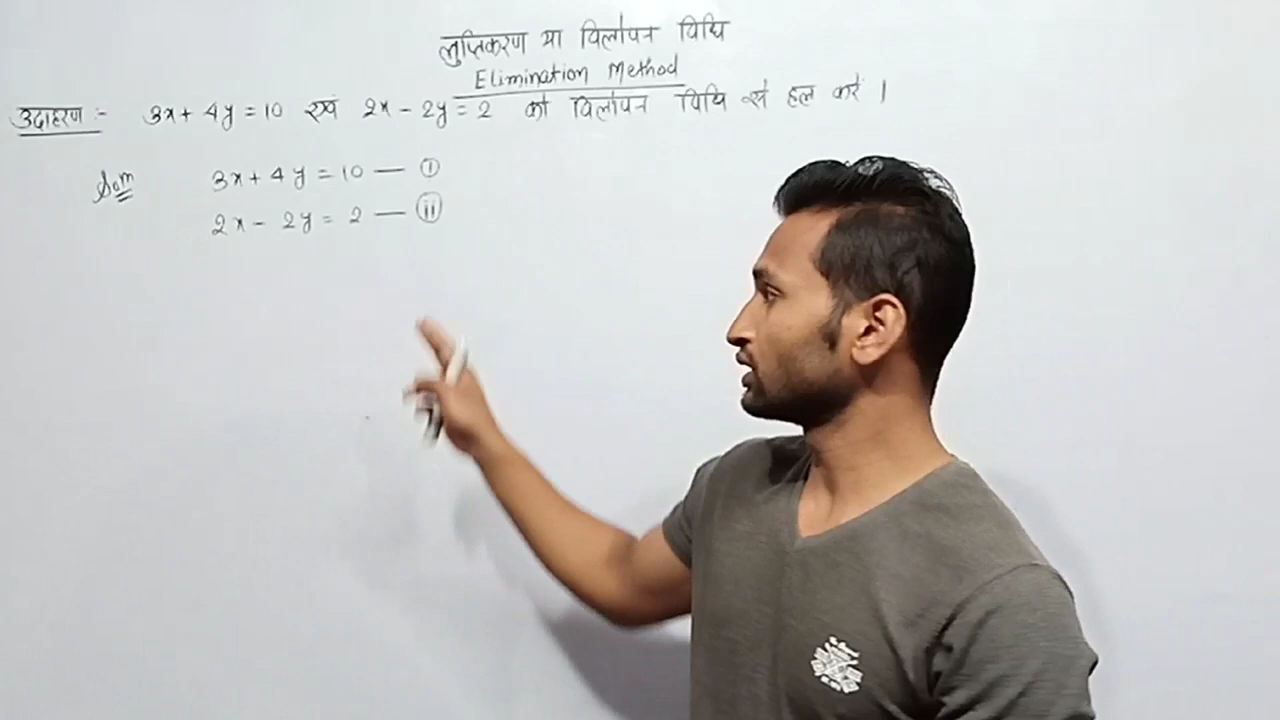 लुप्तिकरण या विलोपन विधि
Elimination Method
उदाहरण :- 3x + 4y = 10 एवं 2x - 2y = 2 को विलोपन विधि से हल करें ।
Som 3x + 4y = 10 — (i)
2x - 2y = 2 — (ii)